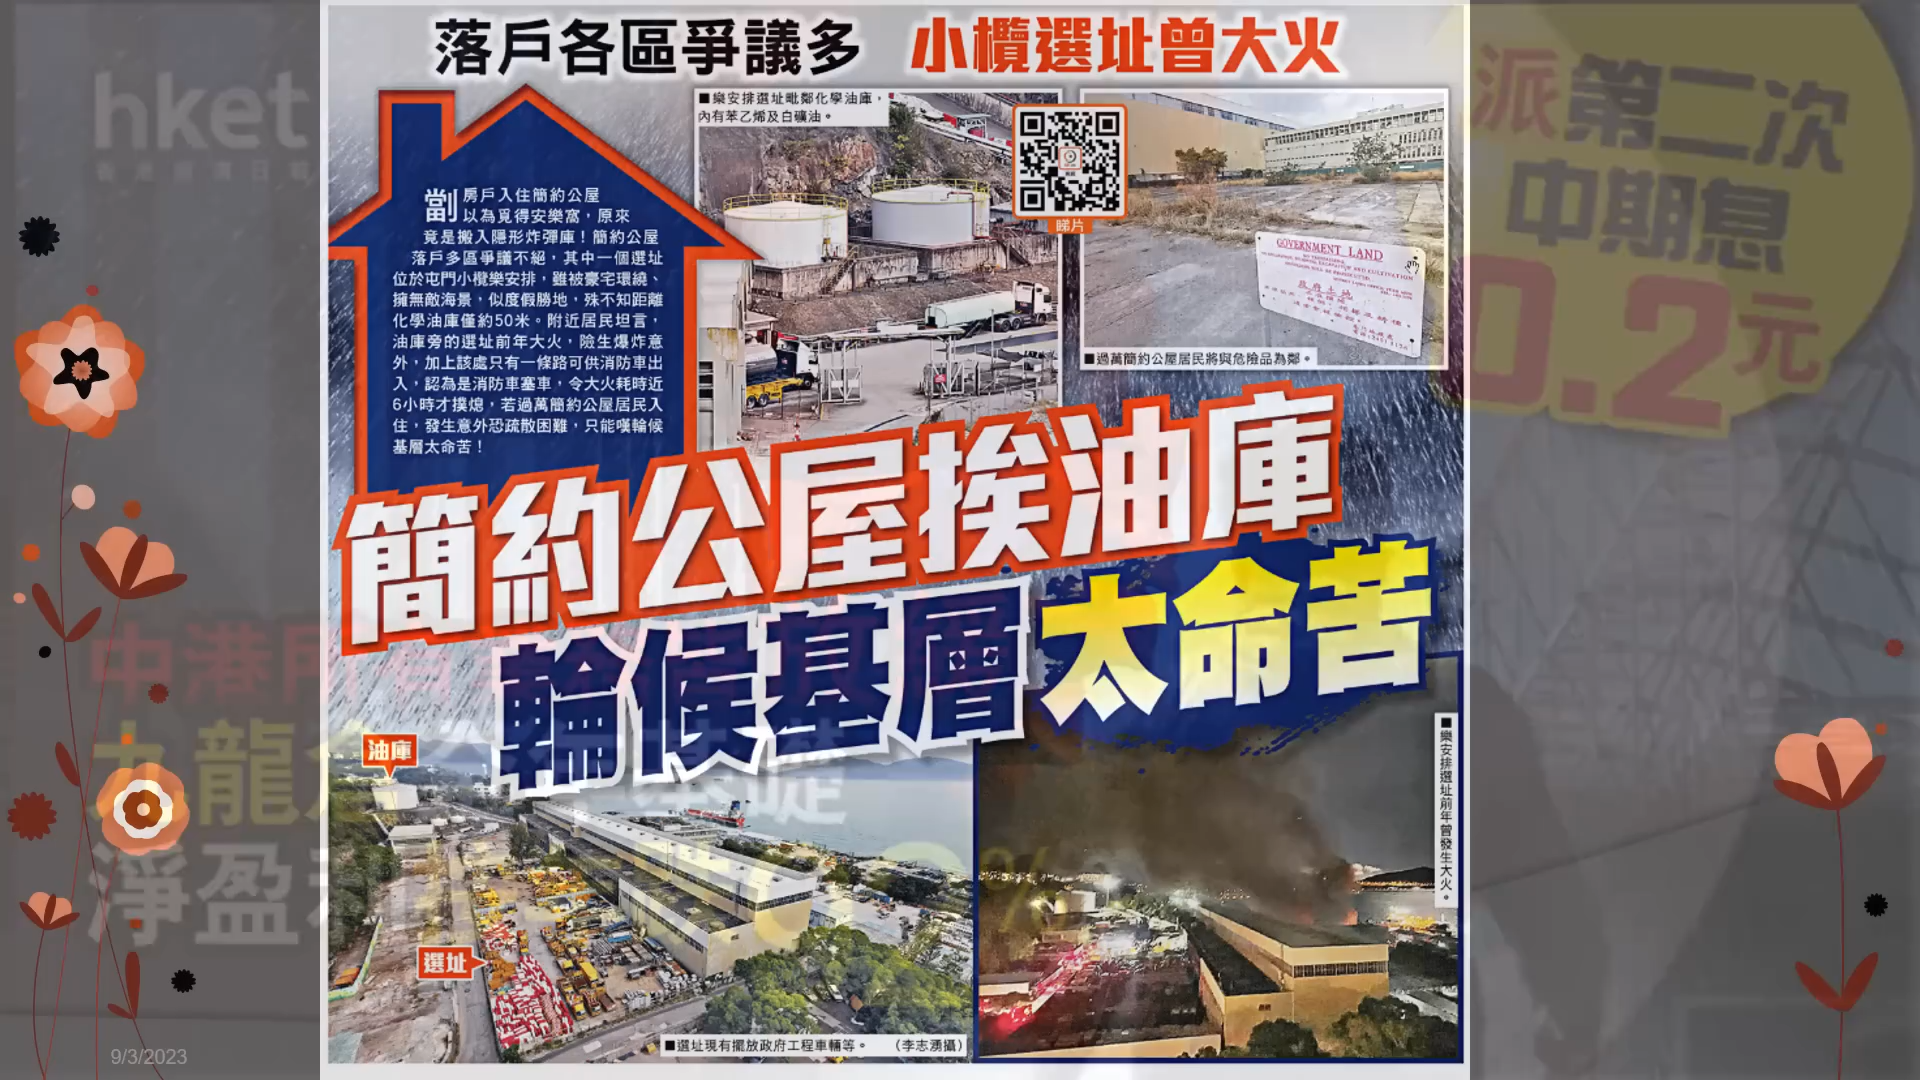 落戶各區爭議多 小欖選址曾大火
■樂安排選址毗鄰化學油庫，
內有苯乙烯及白礦油。
睇片
GOVERNMENT LAND
政府土地
■過萬簡約公屋居民將與危險品為鄰。
劏房戶入住簡約公屋
以為覓得安樂窩，原來
竟是搬入隱形炸彈庫！簡約公屋
落戶多區爭議不絕，其中一個選址
位於屯門小欖樂安排，雖被豪宅環繞、
擁無敵海景，似度假勝地，殊不知距離
化學油庫僅約50米。附近居民坦言，
油庫旁的選址前年大火，險生爆炸意
外，加上該處只有一條路可供消防車出
入，認為是消防車塞車，令大火耗時近
6小時才撲熄，若過萬簡約公屋居民入
住，發生意外恐疏散困難，只能嘆輪候
基層太命苦！
簡約公屋挨油庫
輪候基層太命苦
油庫
選址
■選址現有擺放政府工程車輛等。 （李志湧攝）
■樂安排選址前年曾發生大火。
hket
派第二次
中期息
0.2元
中港
九龍
淨盈
基礎
9/3/2023